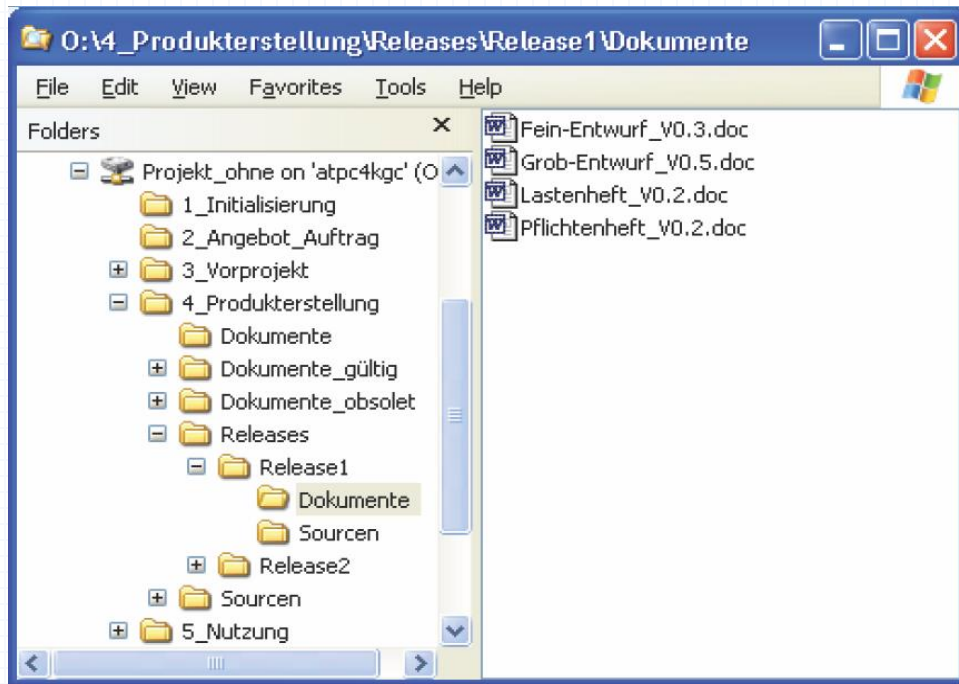 O:\4_Produkterstellung\Releases\Release1\Dokumente
File Edit View Favorites Tools Help
Folders
Projekt_ohne on 'atpc4kgc' (O
1_Initialisierung
2_Angebot_Auftrag
3_Vorprojekt
4_Produkterstellung
Dokumente
Dokumente_gültig
Dokumente_obsolet
Releases
Release1
Dokumente
Sourcen
Release2
Sourcen
5_Nutzung
Fein-Entwurf_V0.3.doc
Grob-Entwurf_V0.5.doc
Lastenheft_V0.2.doc
Pflichtenheft_V0.2.doc